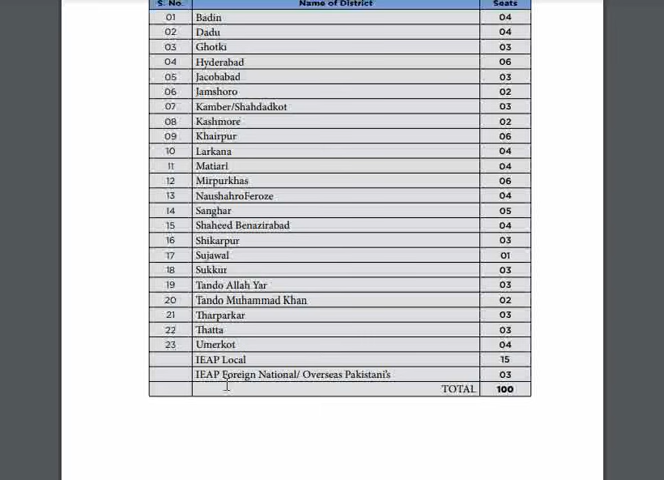 S. No. Name of District Seats
01 Badin 04
02 Dadu 04
03 Ghotki 03
04 Hyderabad 06
05 Jacobabad 03
06 Jamshoro 02
07 Kamber/Shahdadkot 03
08 Kashmore 02
09 Khairpur 06
10 Larkana 04
11 Matiari 04
12 Mirpurkhas 06
13 NaushahroFeroze 04
14 Sanghar 05
15 Shaheed Benazirabad 04
16 Shikarpur 03
17 Sujawal 01
18 Sukkur 03
19 Tando Allah Yar 03
20 Tando Muhammad Khan 02
21 Tharparkar 03
22 Thatta 03
23 Umerkot 04
IEAP Local 15
IEAP Foreign National/ Overseas Pakistani's 03
TOTAL 100